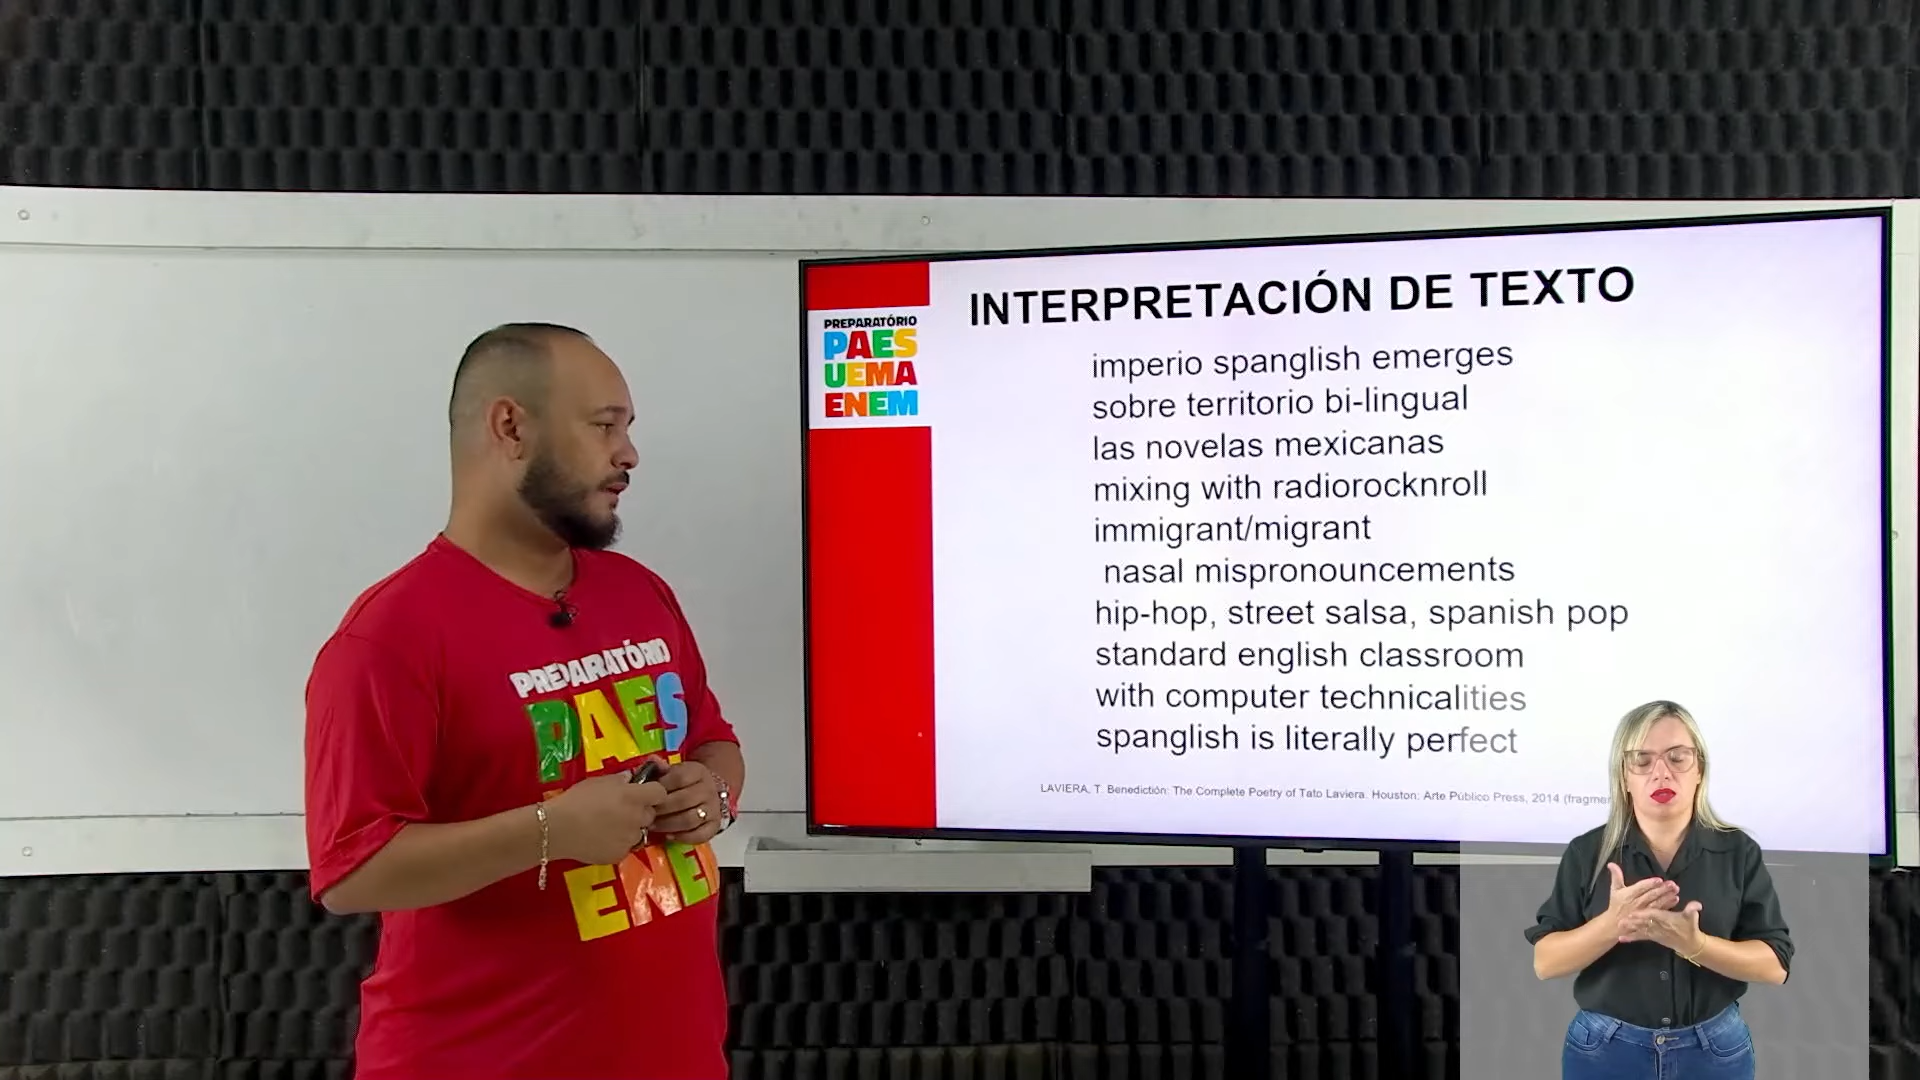 INTERPRETACIÓN DE TEXTO
PREPARATÓRIO
PAES
UEMA
ENEM
imperio spanglish emerges
sobre territorio bi-lingual
las novelas mexicanas
mixing with radiorocknroll
immigrant/migrant
nasal mispronouncements
hip-hop, street salsa, spanish pop
standard english classroom
with computer technicalities
spanglish is literally perfect
LAVIERA, T. Benedictión: The Complete Poetry of Tato Laviera. Houston: Arte Público Press, 2014
PREPARATÓRIO
PAES
ENEM